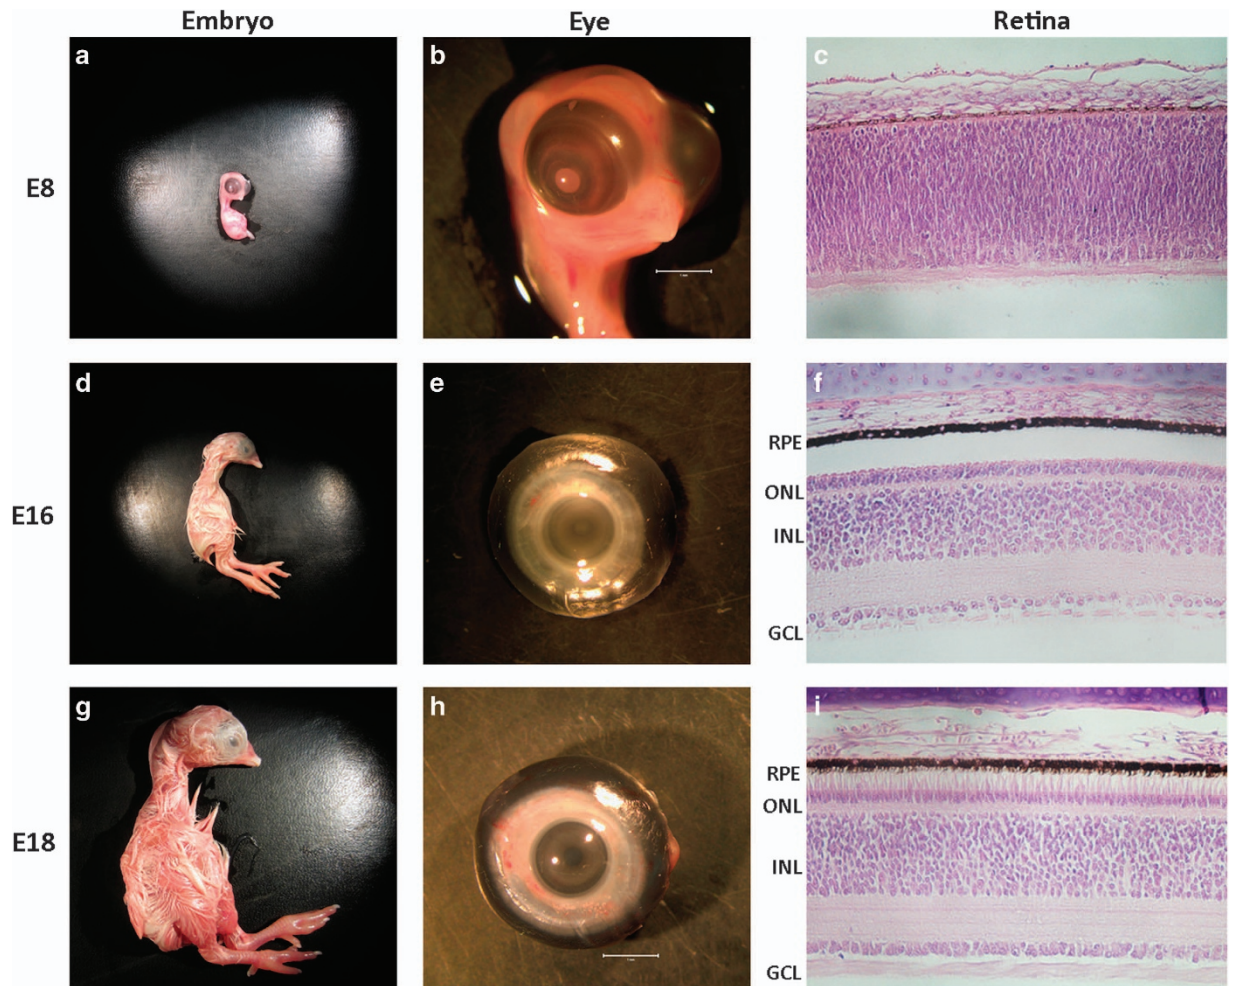 Embryo Eye Retina
a b c
E8
d e f
RPE
ONL
E16
INL
GCL
g h i
RPE
ONL
E18
INL
GCL